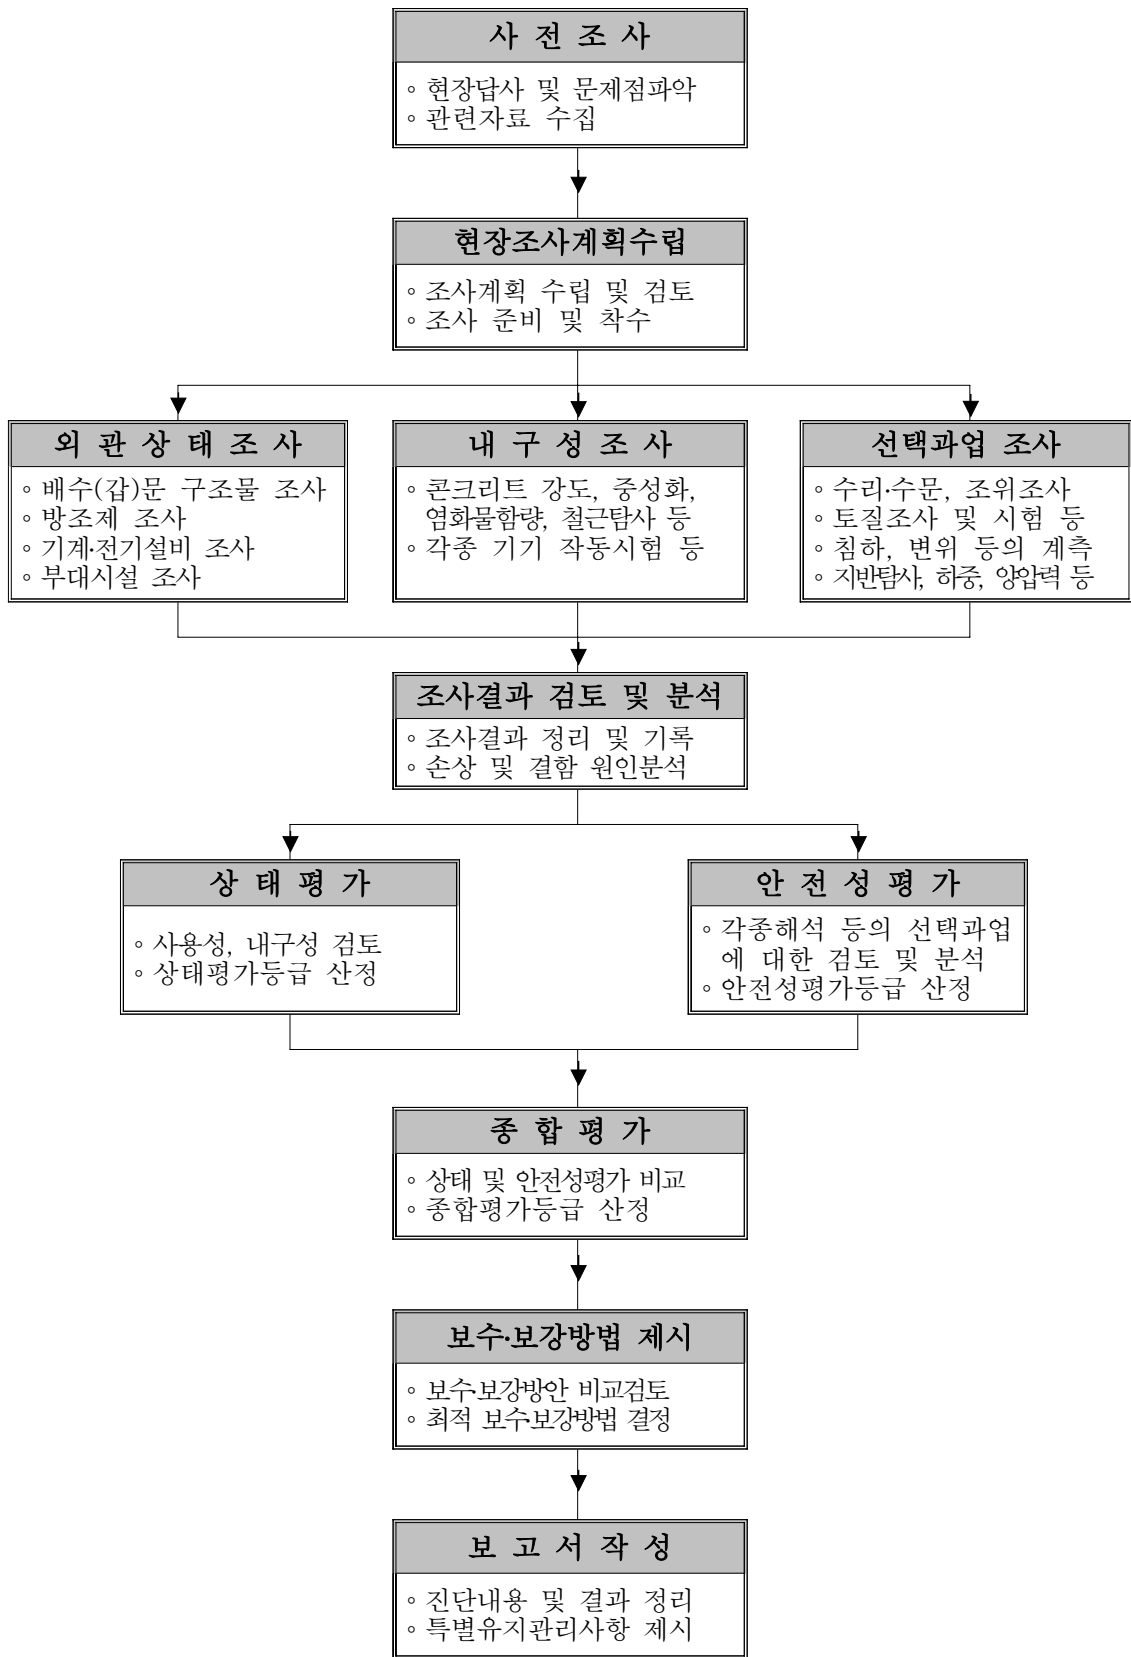 사 전 조 사
◦ 현장답사 및 문제점파악
◦ 관련자료 수집
현장조사계획수립
◦ 조사계획 수립 및 검토
◦ 조사 준비 및 착수
외 관 상 태 조 사
◦ 배수(갑)문 구조물 조사
◦ 방조제 조사
◦ 기계·전기설비 조사
◦ 부대시설 조사
내 구 성 조 사
◦ 콘크리트 강도, 중성화,
염화물함량, 철근탐사 등
◦ 각종 기기 작동시험 등
선택과업 조사
◦ 수리·수문, 조위조사
◦ 토질조사 및 시험 등
◦ 침하, 변위 등의 계측
◦ 지반탐사, 하중, 양압력 등
조사결과 검토 및 분석
◦ 조사결과 정리 및 기록
◦ 손상 및 결함 원인분석
상 태 평 가
◦ 사용성, 내구성 검토
◦ 상태평가등급 산정
안 전 성 평 가
◦ 각종해석 등의 선택과업
에 대한 검토 및 분석
◦ 안전성평가등급 산정
종 합 평 가
◦ 상태 및 안전성평가 비교
◦ 종합평가등급 산정
보수·보강방법 제시
◦ 보수·보강방안 비교검토
◦ 최적 보수·보강방법 결정
보 고 서 작 성
◦ 진단내용 및 결과 정리
◦ 특별유지관리사항 제시